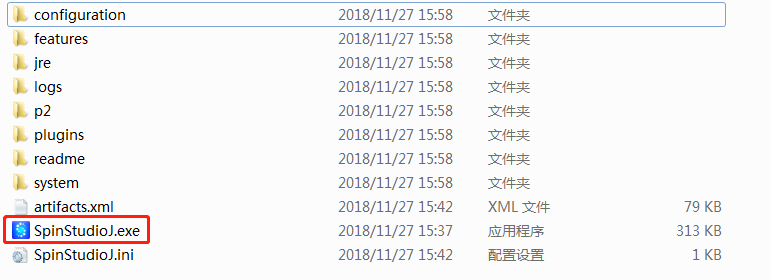 configuration 2018/11/27 15:58 文件夹
features 2018/11/27 15:58 文件夹
jre 2018/11/27 15:58 文件夹
logs 2018/11/27 15:58 文件夹
p2 2018/11/27 15:58 文件夹
plugins 2018/11/27 15:58 文件夹
readme 2018/11/27 15:58 文件夹
system 2018/11/27 15:58 文件夹
artifacts.xml 2018/11/27 15:42 XML 文件 79 KB
SpinStudioJ.exe 2018/11/27 15:37 应用程序 313 KB
SpinStudioJ.ini 2018/11/27 15:42 配置设置 1 KB